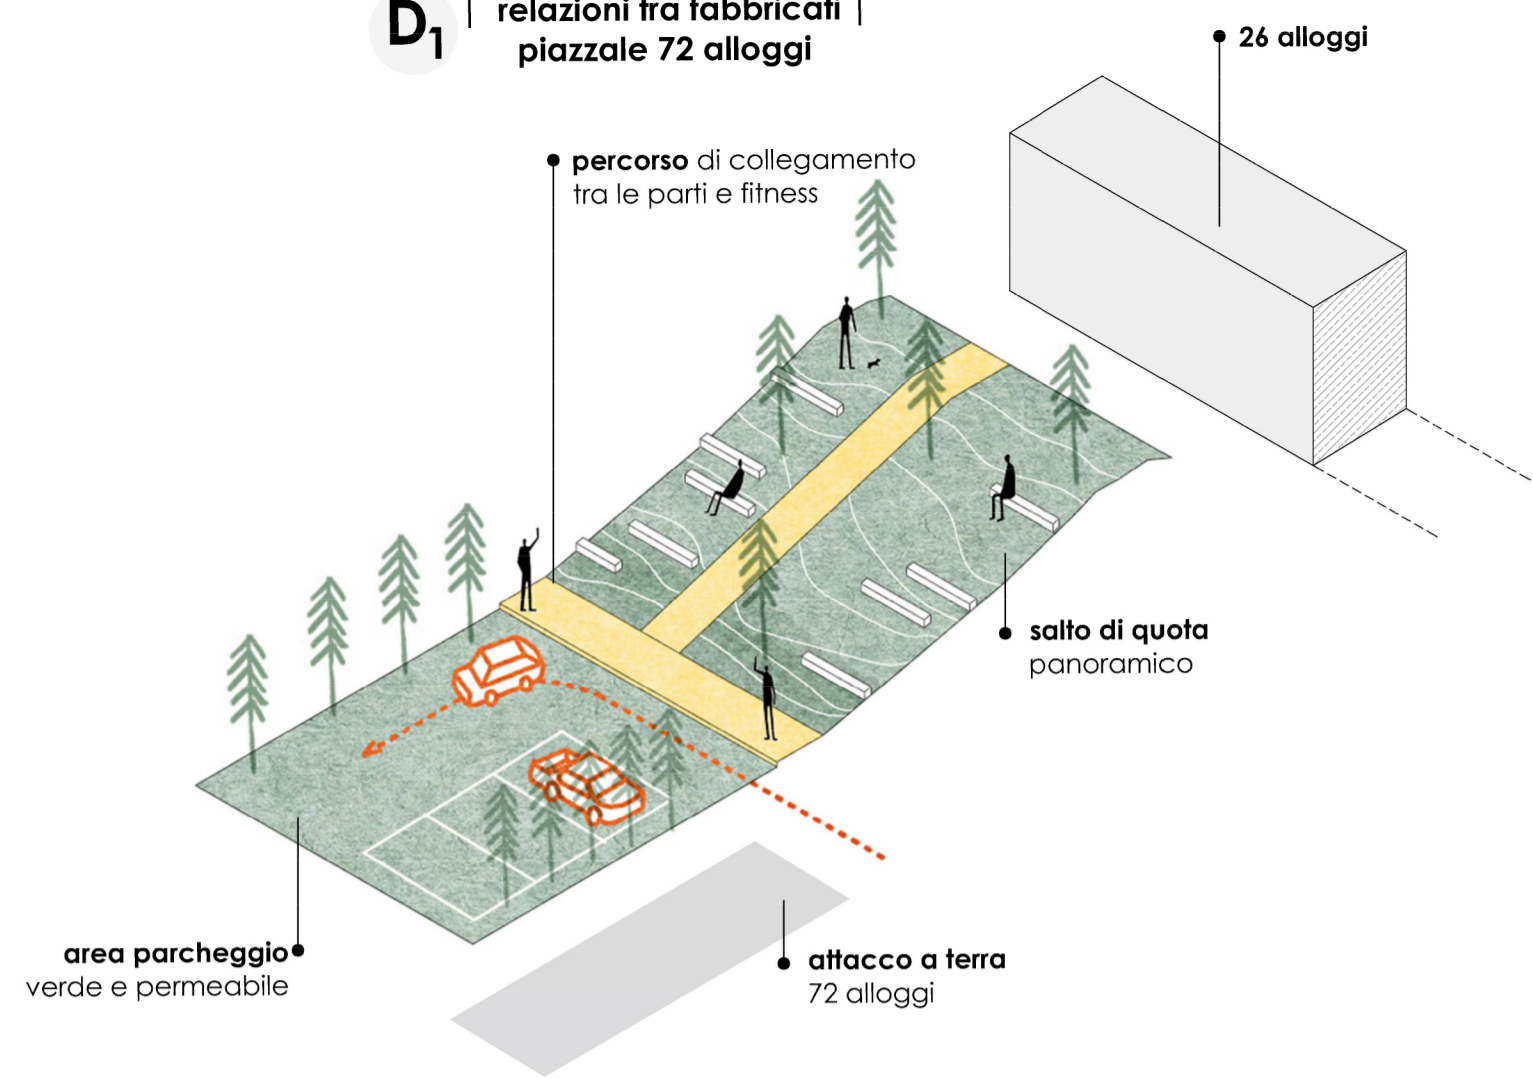 D1
| relazioni tra fabbricati |
piazzale 72 alloggi
26 alloggi
percorso di collegamento
tra le parti e fitness
salto di quota
panoramico
area parcheggio
verde e permeabile
attacco a terra
72 alloggi